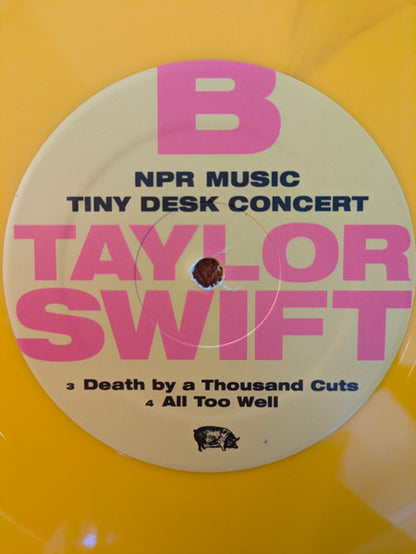 B
NPR MUSIC
TINY DESK CONCERT
TAYLOR
SWIFT
3 Death by a Thousand Cuts
4 All Too Well